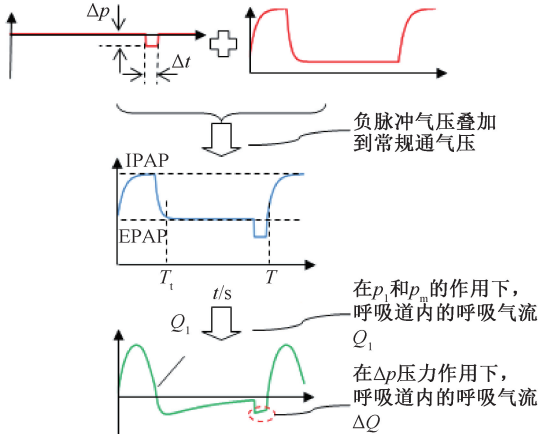 Δp
Δt
负脉冲气压叠加
到常规通气压
IPAP
EPAP
Tt
T
t/s
在p1和pm的作用下，
呼吸道内的呼吸气流
Q1
Q1
在Δp压力作用下，
呼吸道内的呼吸气流
ΔQ